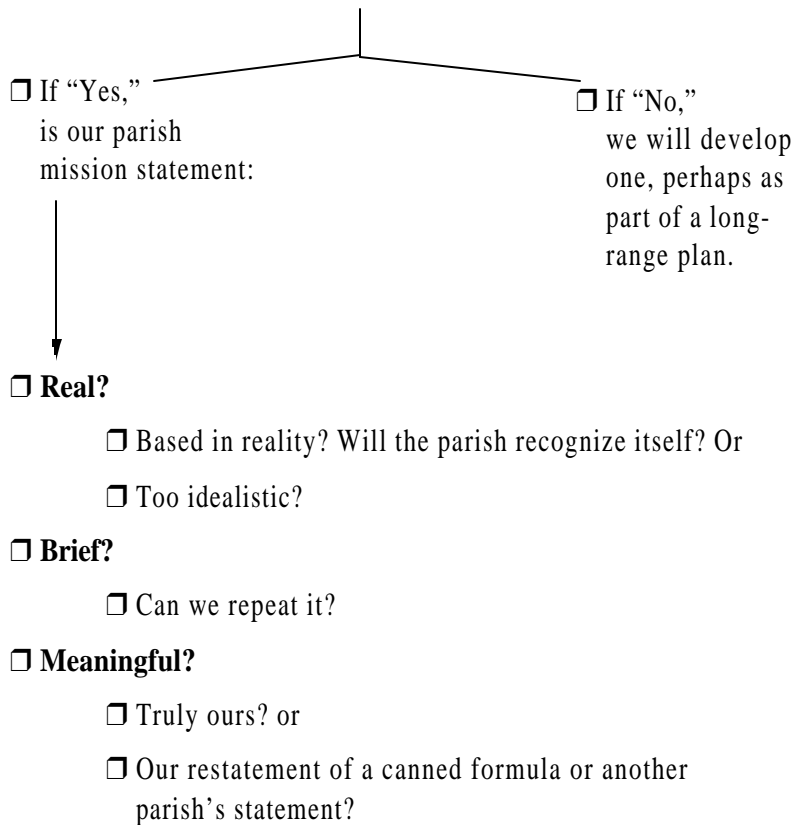 ❒ If “Yes,”
is our parish
mission statement:
❒ If “No,”
we will develop
one, perhaps as
part of a long-
range plan.
❒ Real?
❒ Based in reality? Will the parish recognize itself? Or
❒ Too idealistic?
❒ Brief?
❒ Can we repeat it?
❒ Meaningful?
❒ Truly ours? or
❒ Our restatement of a canned formula or another
parish’s statement?